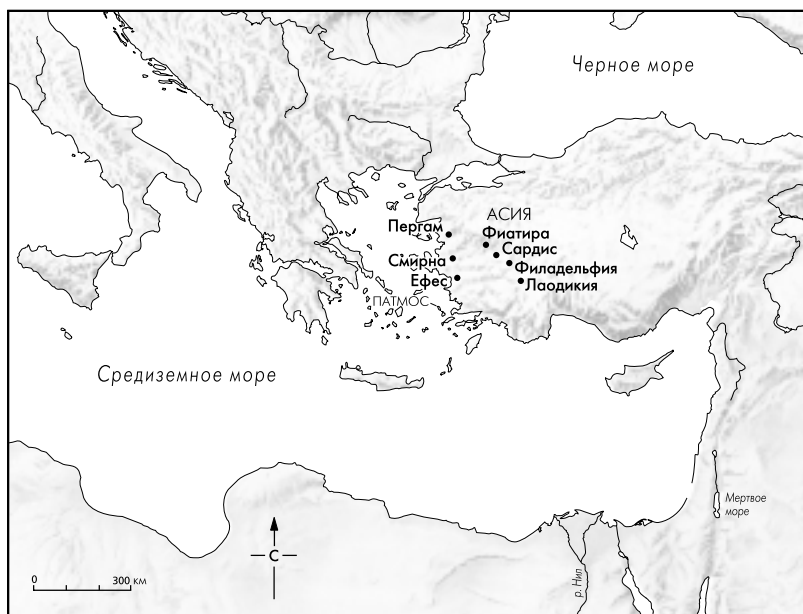 Черное море
АСИЯ
Пергам
Фиатира
Сардис
Смирна
Филадельфия
Ефес
Лаодикия
ПАТМОС
Средиземное море
Мертвое
море
С
0 300 км
р. Нил